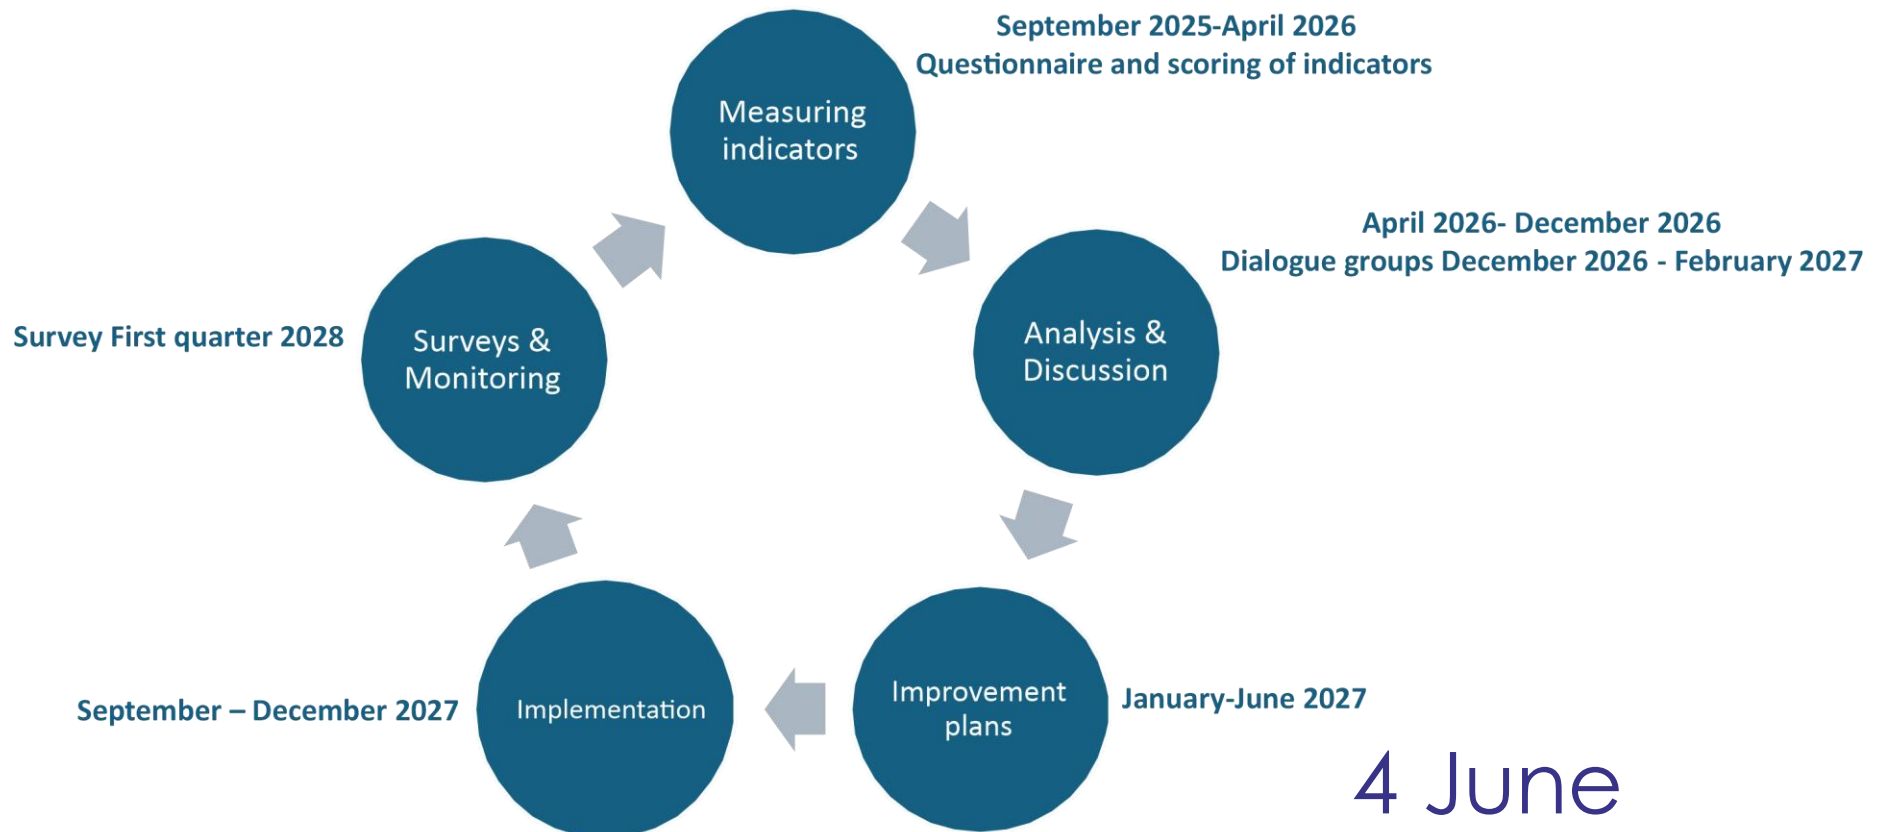 September 2025-April 2026
Questionnaire and scoring of indicators
Measuring
indicators
April 2026- December 2026
Dialogue groups December 2026 - February 2027
Analysis &
Discussion
Survey First quarter 2028
Surveys &
Monitoring
Improvement
plans
January-June 2027
September – December 2027
Implementation
4 June